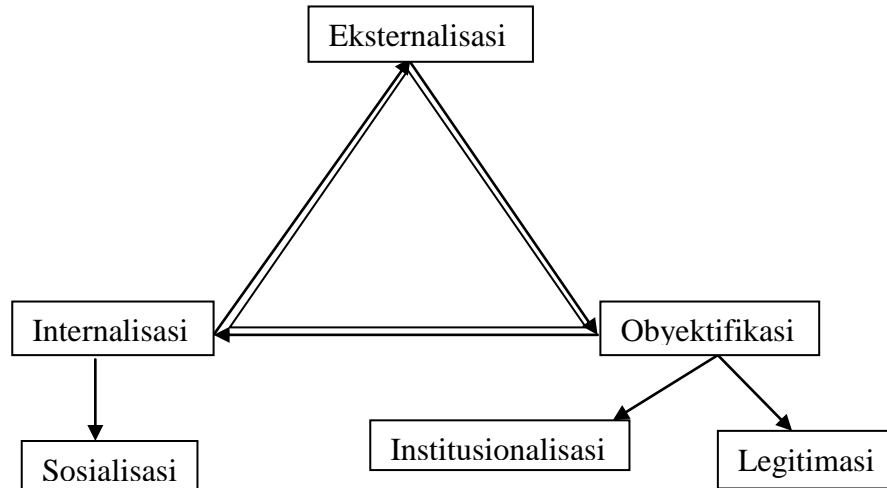 Eksternalisasi
Internalisasi
Obyektifikasi
Institusionalisasi
Legitimasi
Sosialisasi